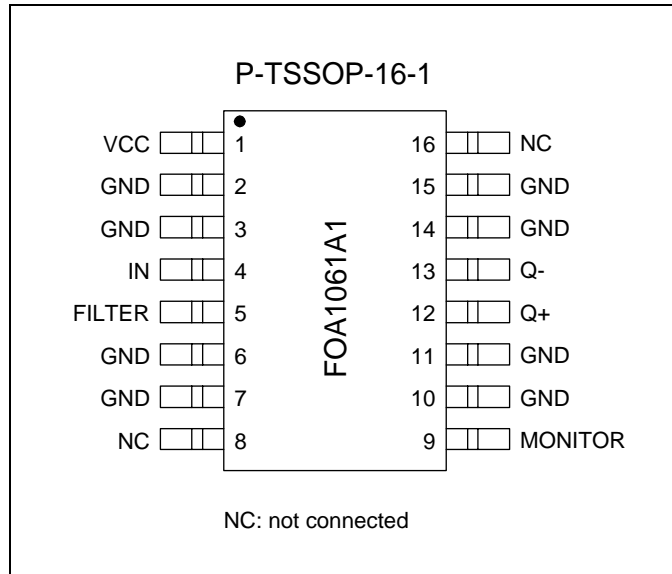 P-TSSOP-16-1
VCC 1 16 NC
GND 2 15 GND
GND 3 14 GND
IN 4 13 Q-
FILTER 5 12 Q+
GND 6 11 GND
GND 7 10 GND
NC 8 9 MONITOR
FOA1061A1
NC: not connected